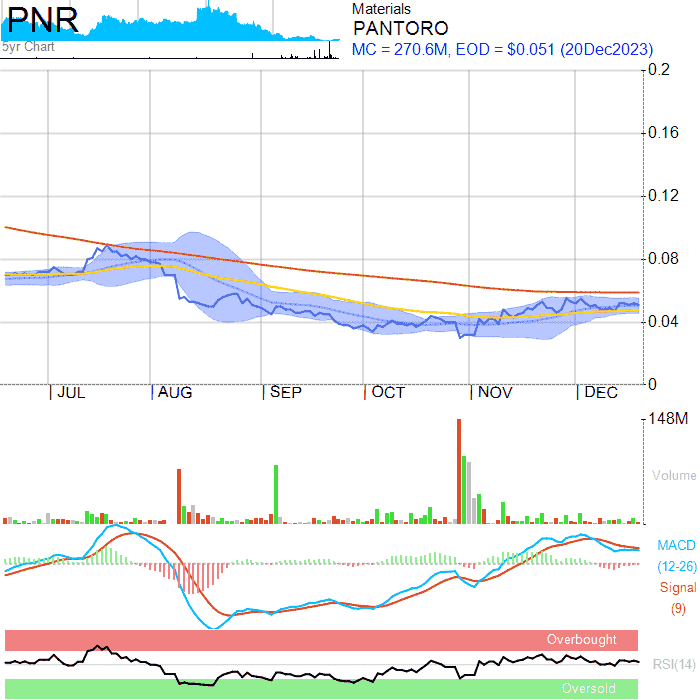 PNR
5yr Chart
Materials
PANTORO
MC = 270.6M, EOD = $0.051 (20Dec2023)
0.2
0.16
0.12
0.08
0.04
0
JUL AUG SEP OCT NOV DEC
148M
Volume
MACD
(12-26)
Signal
(9)
Overbought
RSI(14)
Oversold